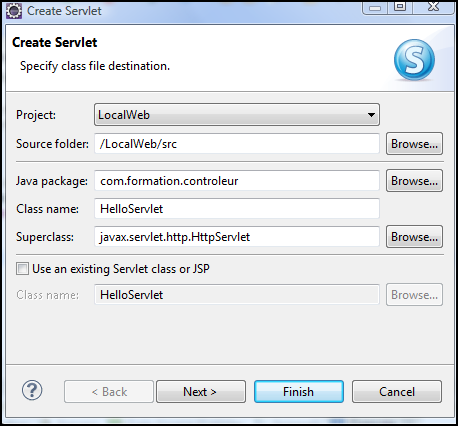 Create Servlet
Create Servlet
Specify class file destination.
S
Project: LocalWeb
Source folder: /LocalWeb/src Browse...
Java package: com.formation.controleur Browse...
Class name: HelloServlet
Superclass: javax.servlet.http.HttpServlet Browse...
Use an existing Servlet class or JSP
Class name: HelloServlet Browse...
? < Back Next > Finish Cancel